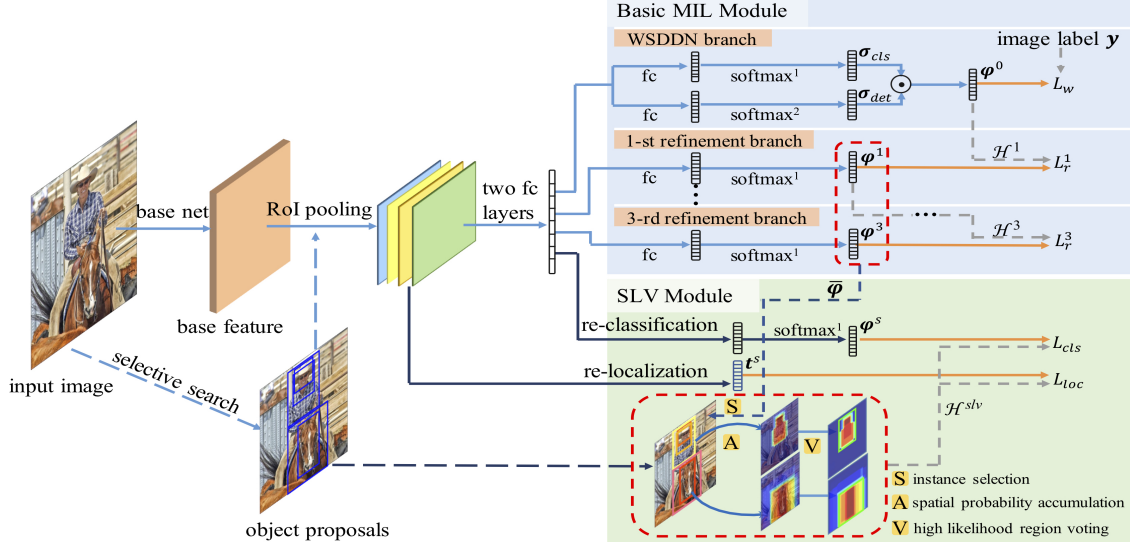 Basic MIL Module
WSDDN branch
image label y
fc
softmax¹
σcls
fc
softmax²
σdet
φ⁰
Lw
1-st refinement branch
fc
softmax¹
φ¹
H¹
L¹r
3-rd refinement branch
fc
softmax¹
φ³
H³
L³r
base net
RoI pooling
two fc
layers
base feature
input image
selective search
object proposals
SLV Module
φ̄
re-classification
softmax¹
φˢ
Lcls
re-localization
tˢ
Lloc
Hˢˡᵛ
S
A
V
S instance selection
A spatial probability accumulation
V high likelihood region voting